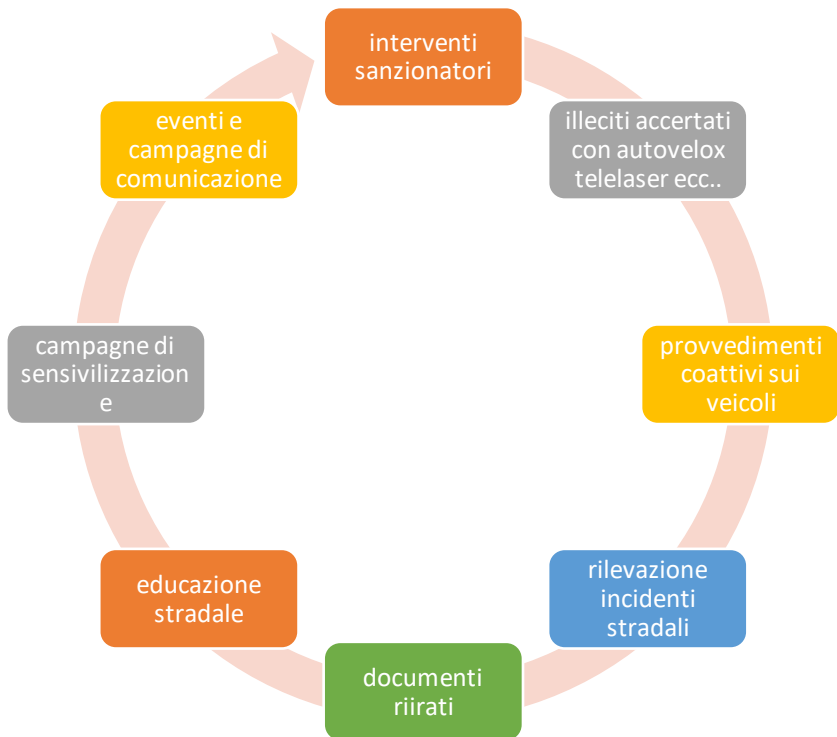 interventi
sanzionatori
illeciti accertati
con autovelox
telelaser ecc..
provvedimenti
coattivi sui
veicoli
rilevazione
incidenti
stradali
documenti
riirati
educazione
stradale
campagne di
sensivilizzazion
e
eventi e
campagne di
comunicazione